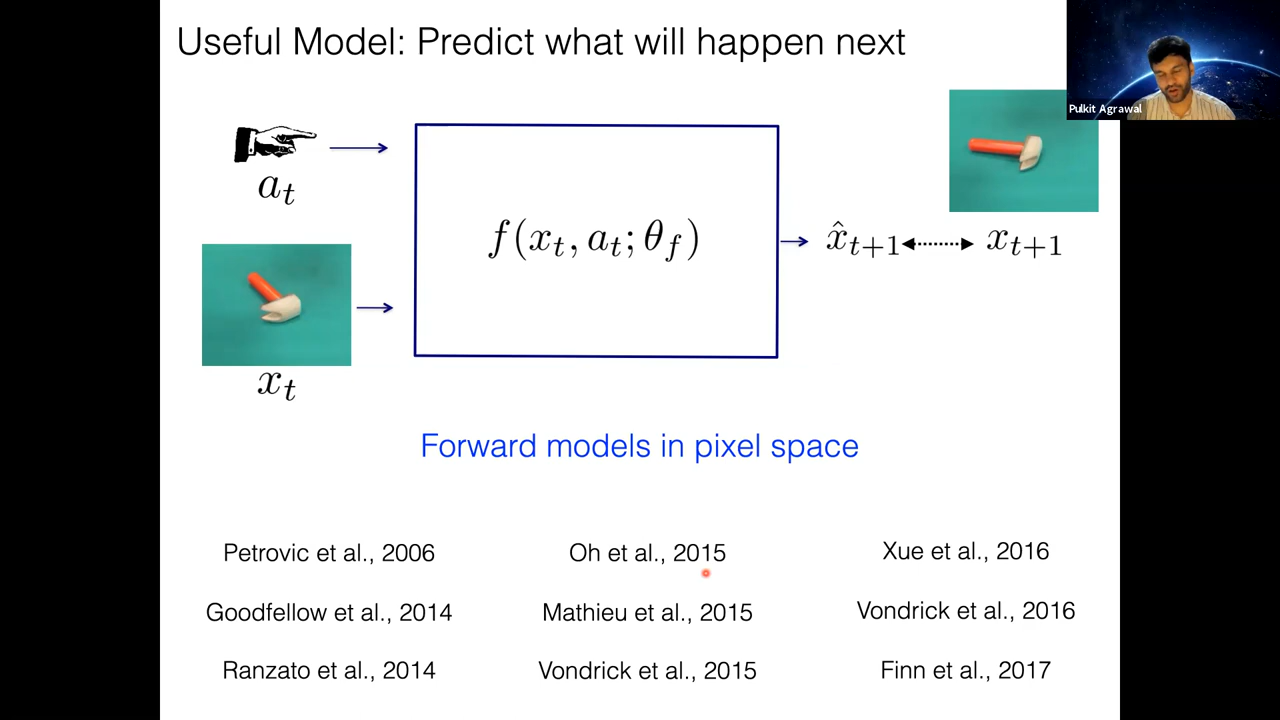 Useful Model: Predict what will happen next
Pulkit Agrawal
a_t
f(x_t, a_t; θ_f)
x̂_{t+1}
x_{t+1}
x_t
Forward models in pixel space
Petrovic et al., 2006
Oh et al., 2015
Xue et al., 2016
Goodfellow et al., 2014
Mathieu et al., 2015
Vondrick et al., 2016
Ranzato et al., 2014
Vondrick et al., 2015
Finn et al., 2017